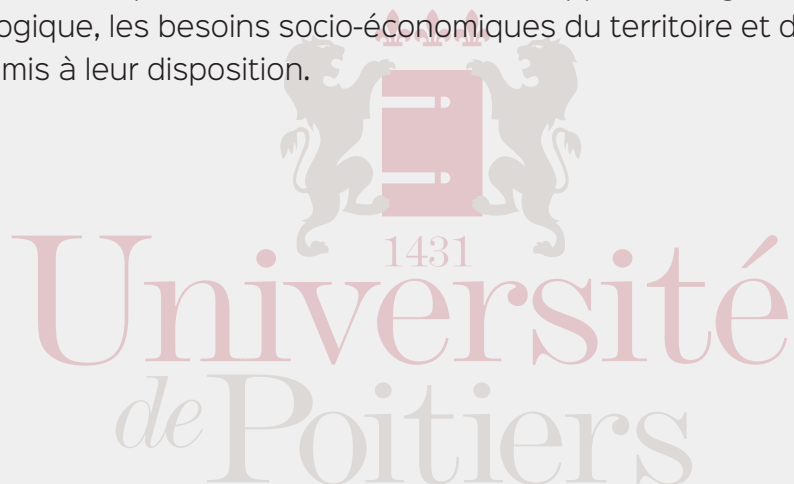 ogique, les besoins socio-économiques du territoire et d
mis à leur disposition.
1431
Université
de Poitiers